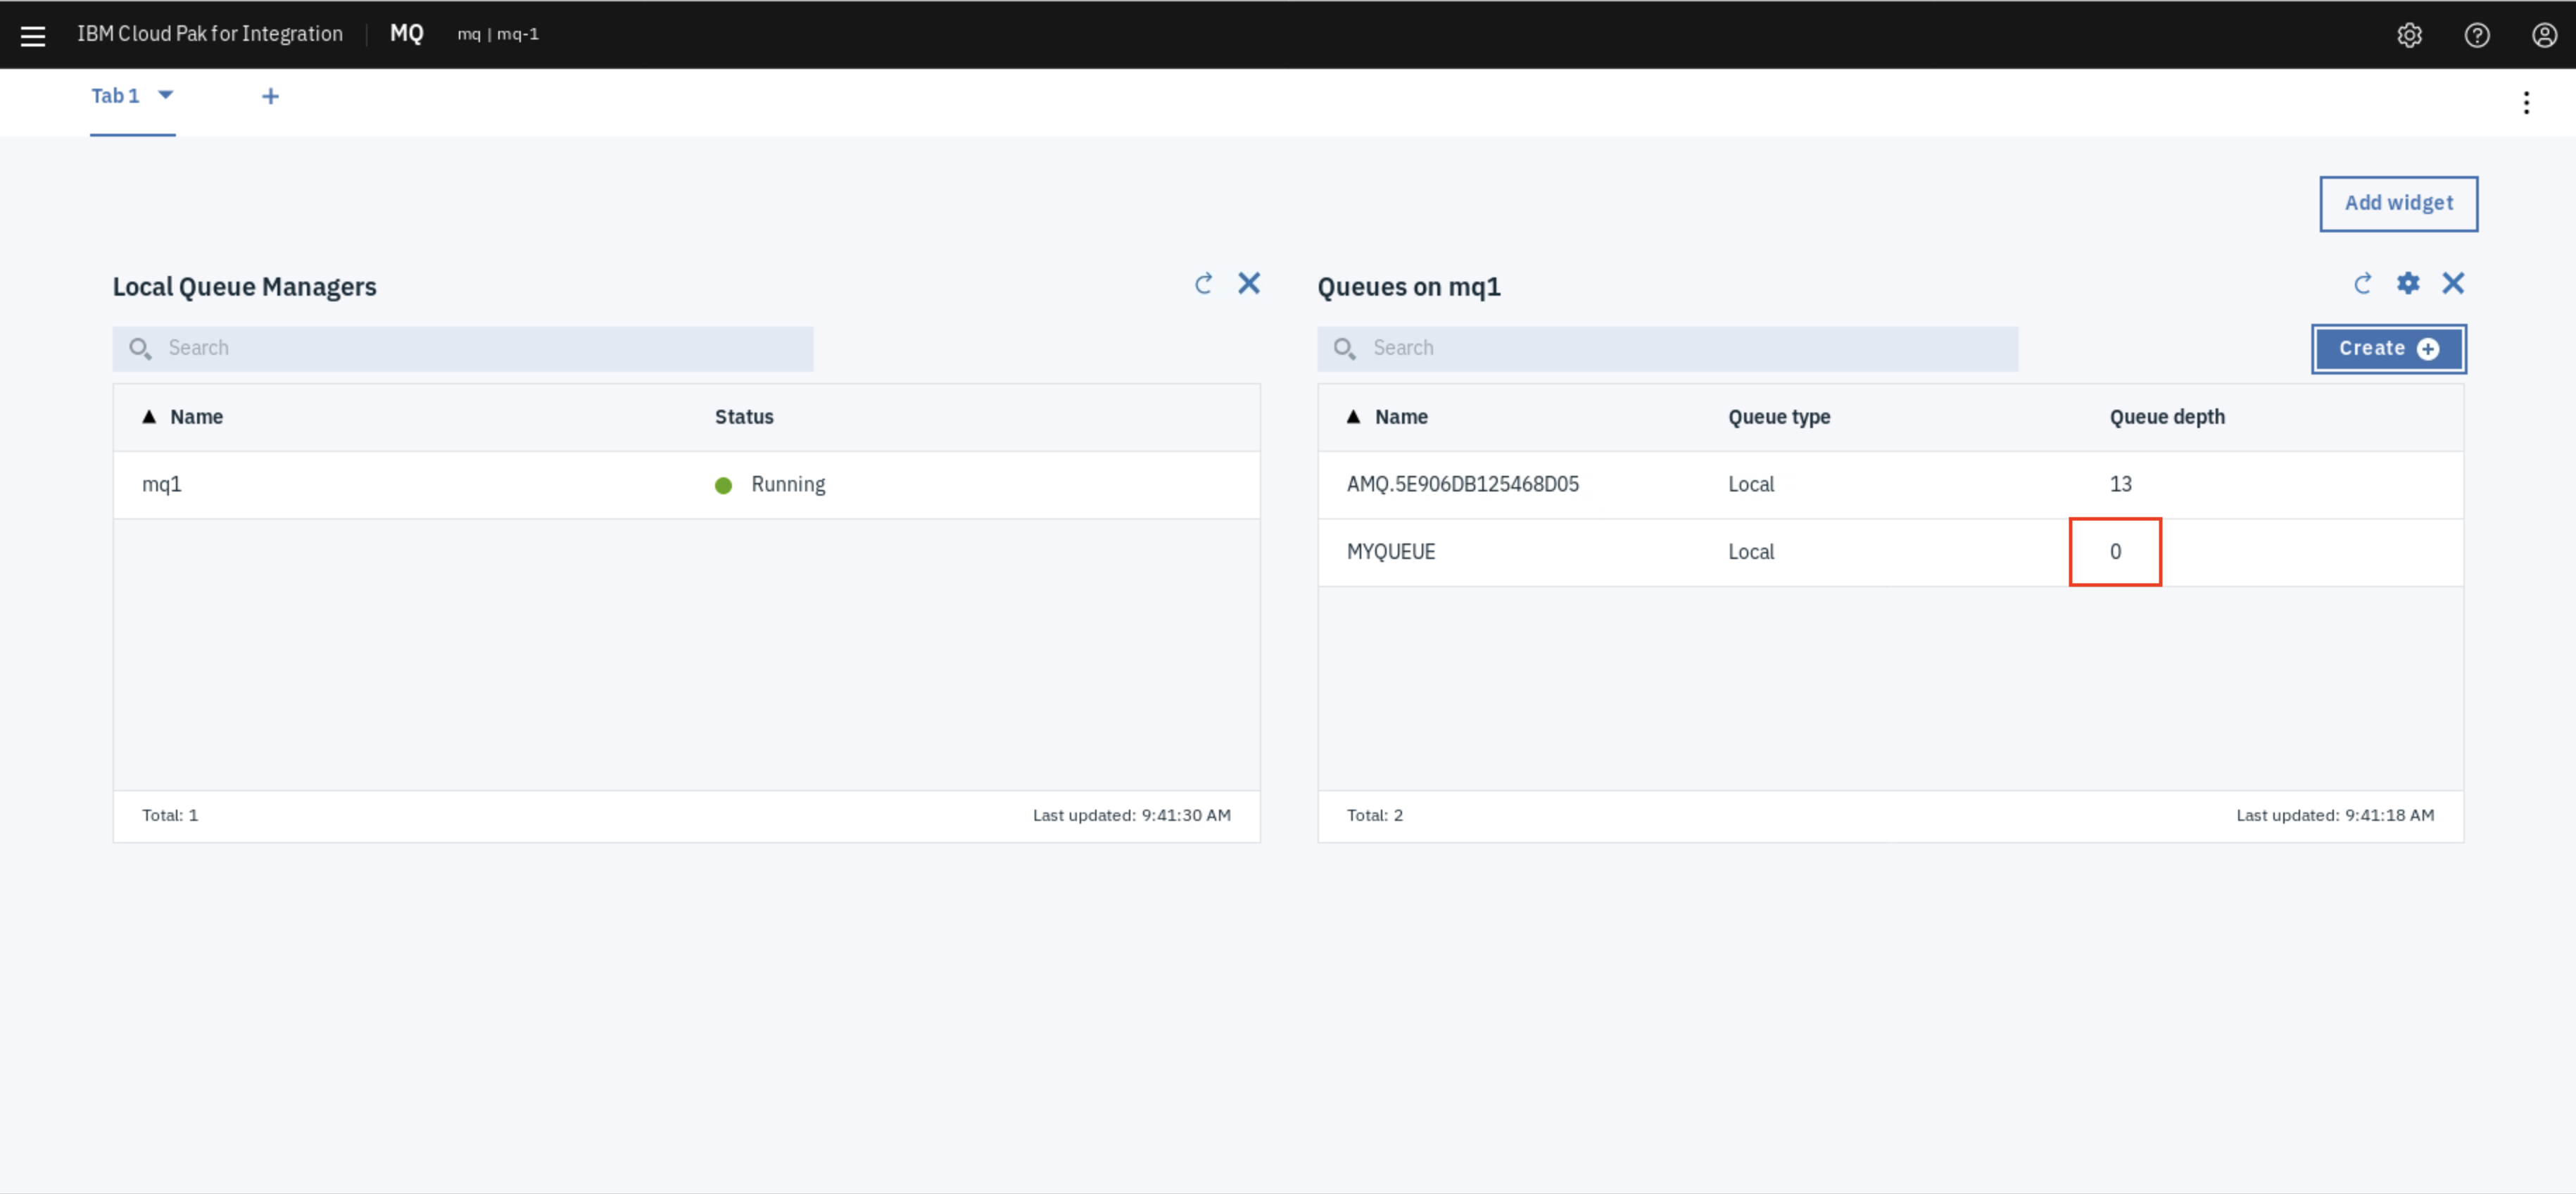 IBM Cloud Pak for Integration | MQ mq | mq-1
Tab 1 +
Add widget
Local Queue Managers
Search
Name Status
mq1 Running
Total: 1 Last updated: 9:41:30 AM
Queues on mq1
Search Create
Name Queue type Queue depth
AMQ.5E906DB125468D05 Local 13
MYQUEUE Local 0
Total: 2 Last updated: 9:41:18 AM